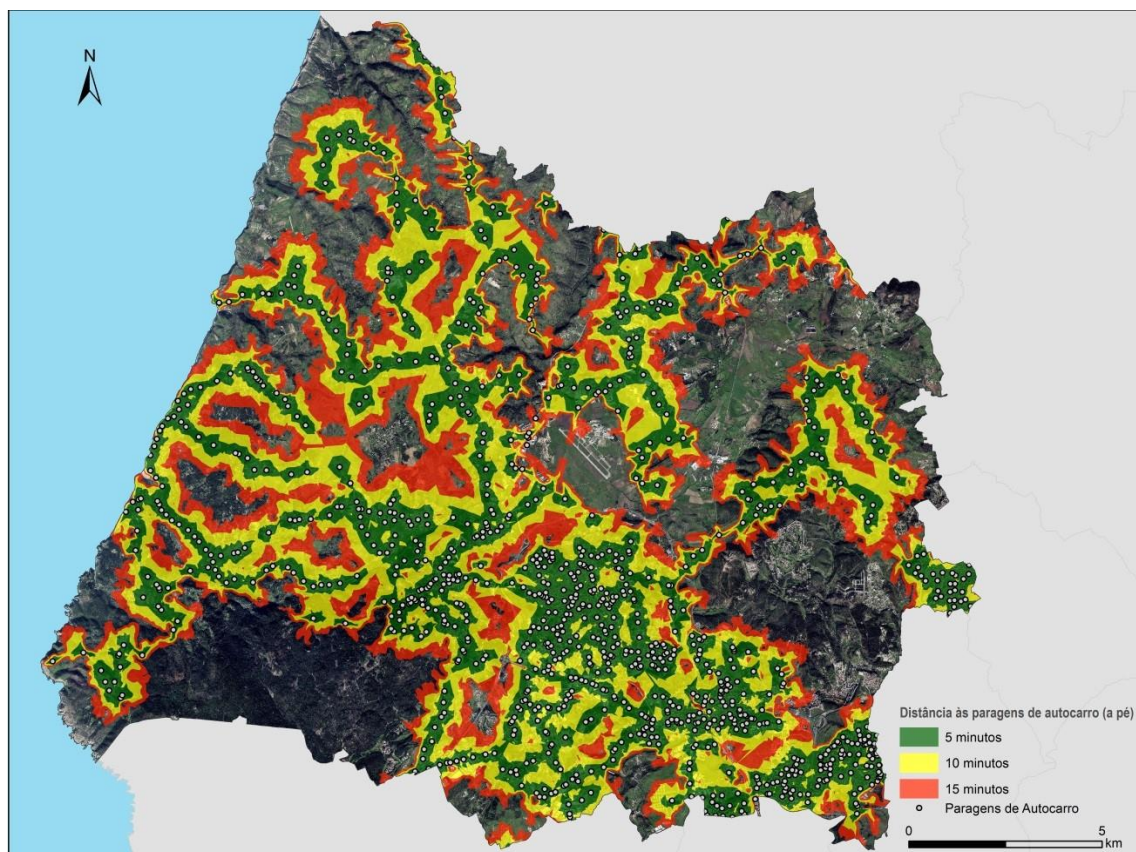 N
Distância às paragens de autocarro (a pé)
5 minutos
10 minutos
15 minutos
Paragens de Autocarro
0 5
km